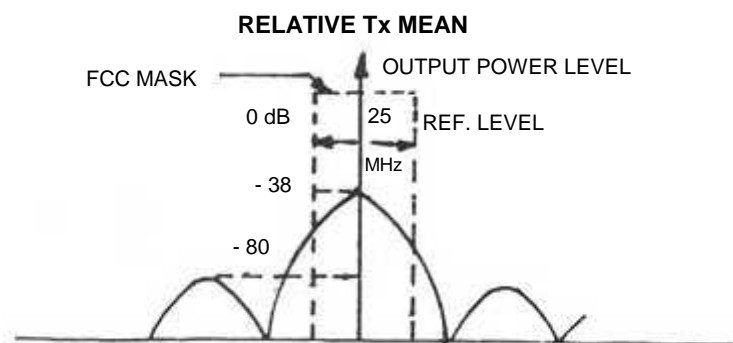 RELATIVE Tx MEAN
OUTPUT POWER LEVEL
FCC MASK
0 dB
25
REF. LEVEL
MHz
- 38
- 80